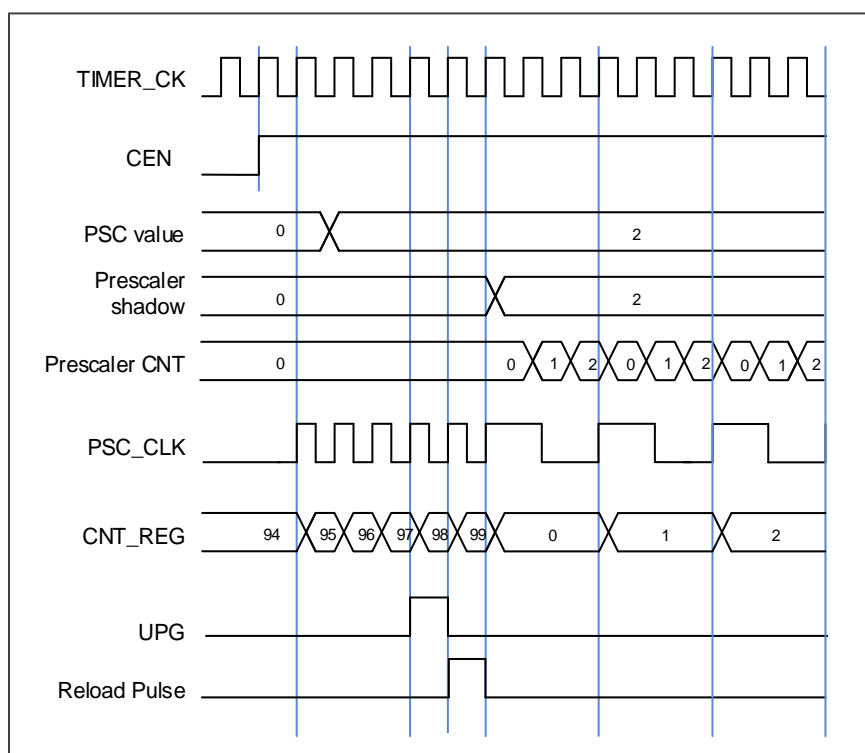 TIMER_CK
CEN
PSC value 0 2
Prescaler
shadow 0 2
Prescaler CNT 0 0 1 2 0 1 2 0 1 2
PSC_CLK
CNT_REG 94 95 96 97 98 99 0 1 2
UPG
Reload Pulse